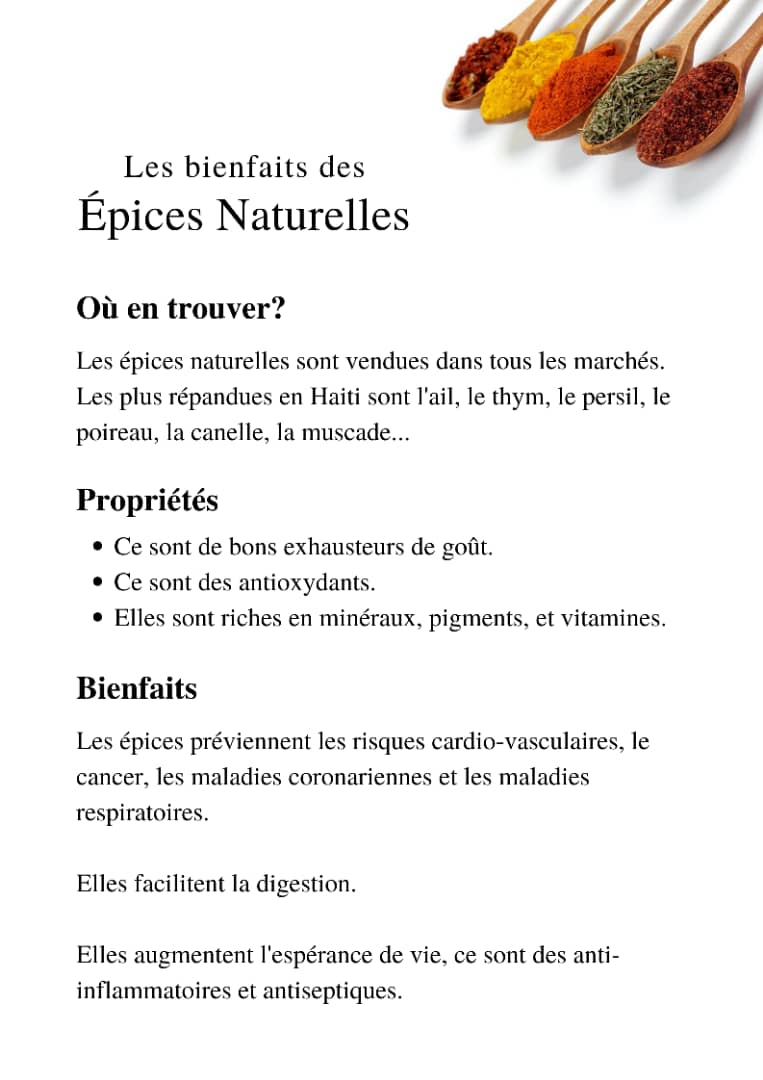 Les bienfaits des
Épices Naturelles
Où en trouver?
Les épices naturelles sont vendues dans tous les marchés.
Les plus répandues en Haiti sont l'ail, le thym, le persil, le
poireau, la canelle, la muscade...
Propriétés
• Ce sont de bons exhausteurs de goût.
• Ce sont des antioxydants.
• Elles sont riches en minéraux, pigments, et vitamines.
Bienfaits
Les épices préviennent les risques cardio-vasculaires, le
cancer, les maladies coronariennes et les maladies
respiratoires.
Elles facilitent la digestion.
Elles augmentent l'espérance de vie, ce sont des anti-
inflammatoires et antiseptiques.